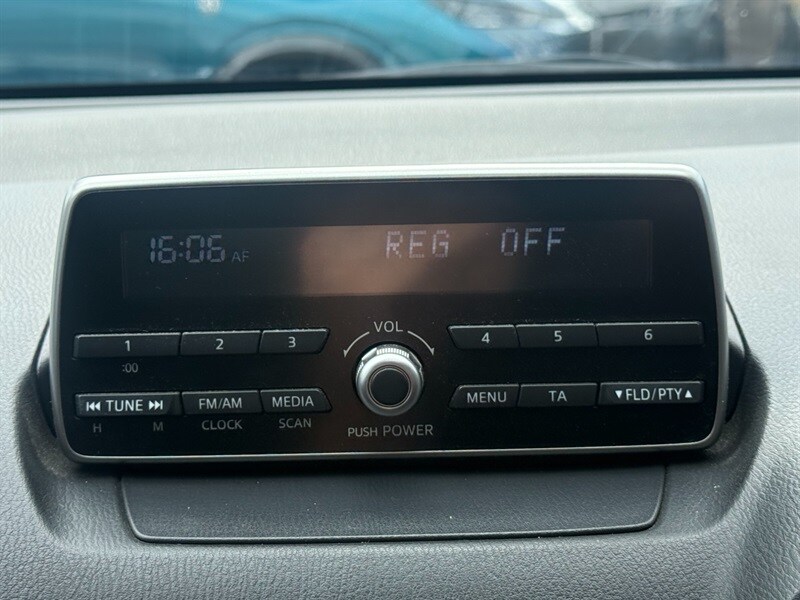 16:06 AF REG OFF
VOL
1 2 3 4 5 6
:00
⏮ TUNE ⏭ FM/AM MEDIA MENU TA ▼FLD/PTY▲
H M CLOCK SCAN PUSH POWER